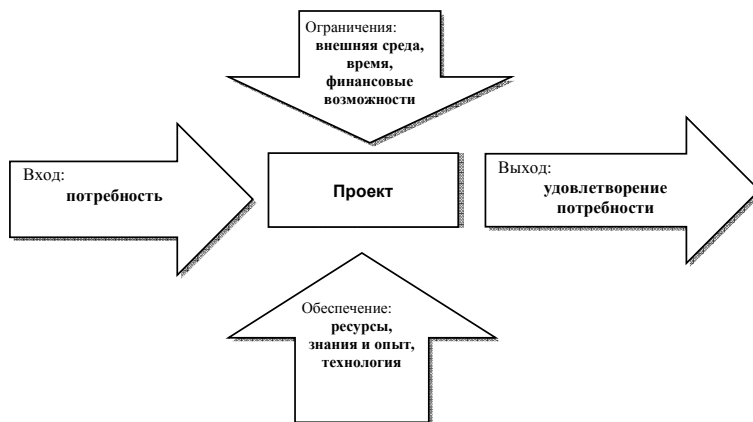 Ограничения:
внешняя среда,
время,
финансовые
возможности
Вход:
потребность
Проект
Выход:
удовлетворение
потребности
Обеспечение:
ресурсы,
знания и опыт,
технология